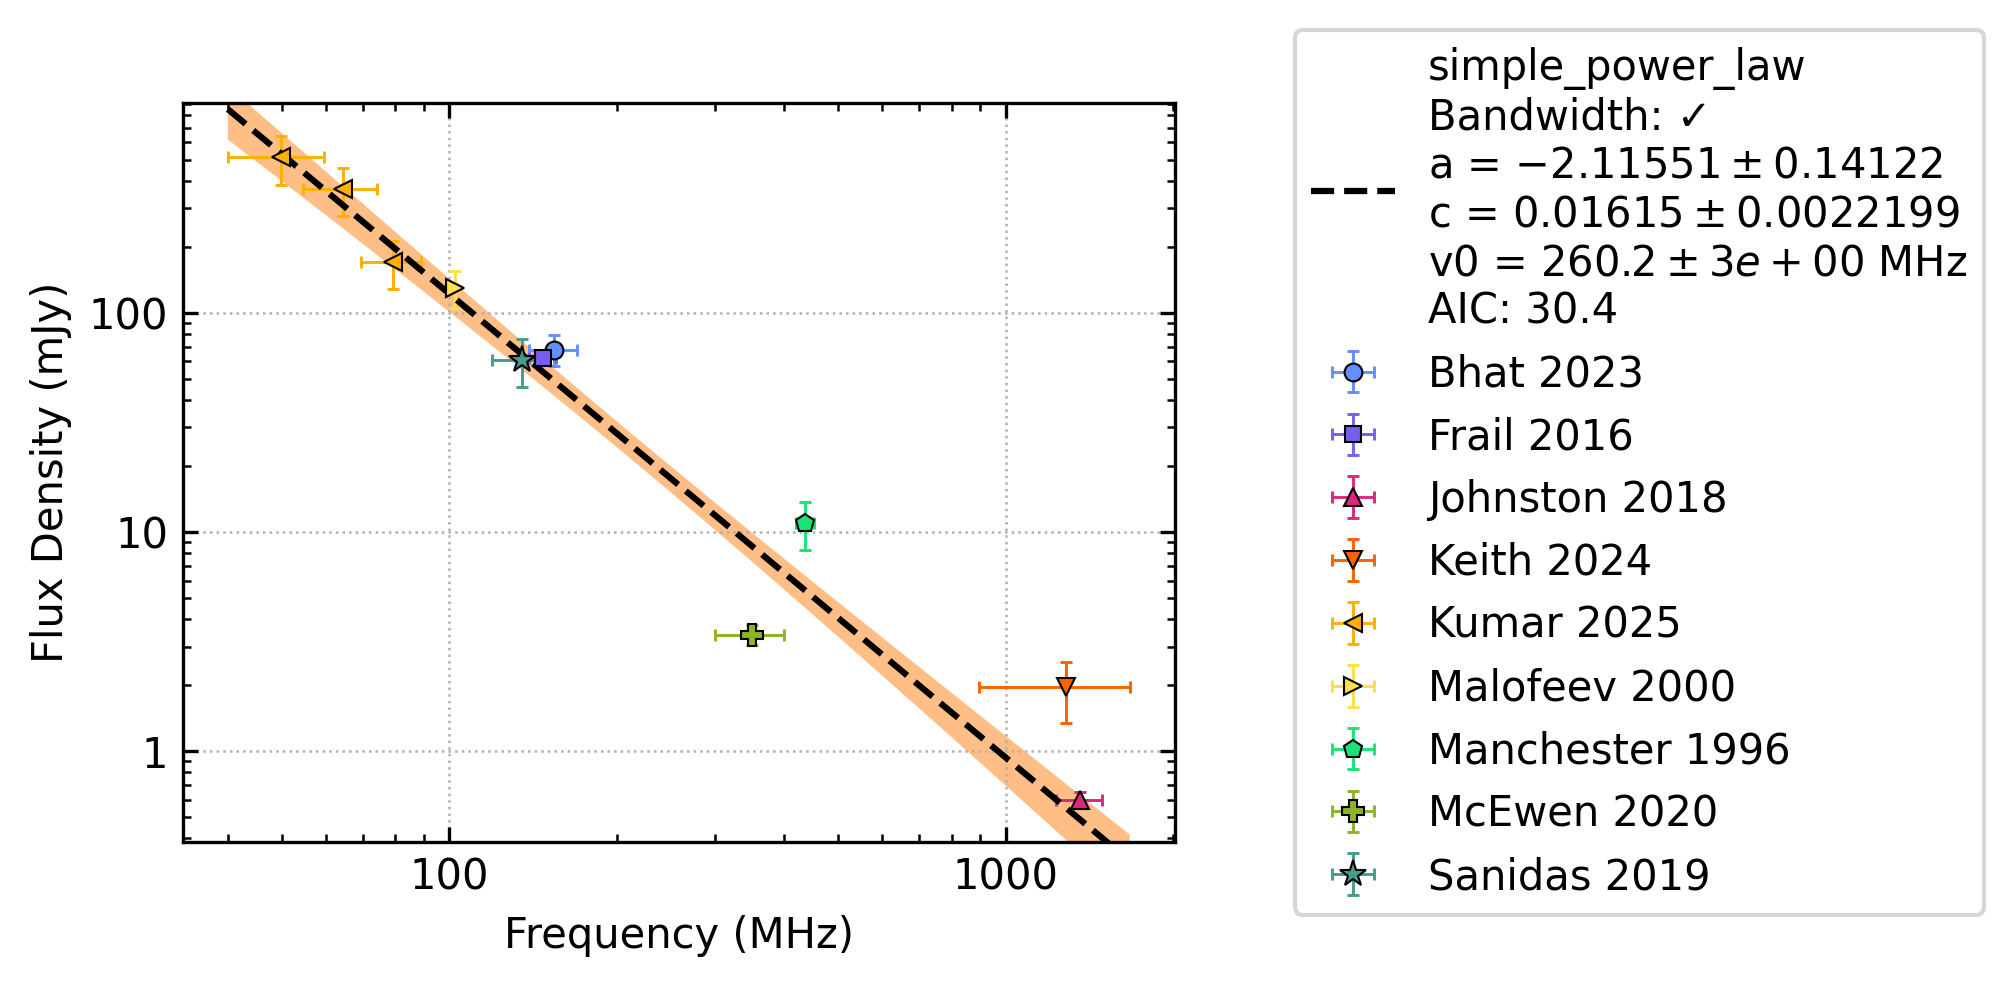 simple_power_law
Bandwidth: ✓
a = −2.11551 ± 0.14122
c = 0.01615 ± 0.0022199
v0 = 260.2 ± 3e + 00 MHz
AIC: 30.4
Bhat 2023
Frail 2016
Johnston 2018
Keith 2024
Kumar 2025
Malofeev 2000
Manchester 1996
McEwen 2020
Sanidas 2019
Flux Density (mJy)
100
10
1
100
1000
Frequency (MHz)